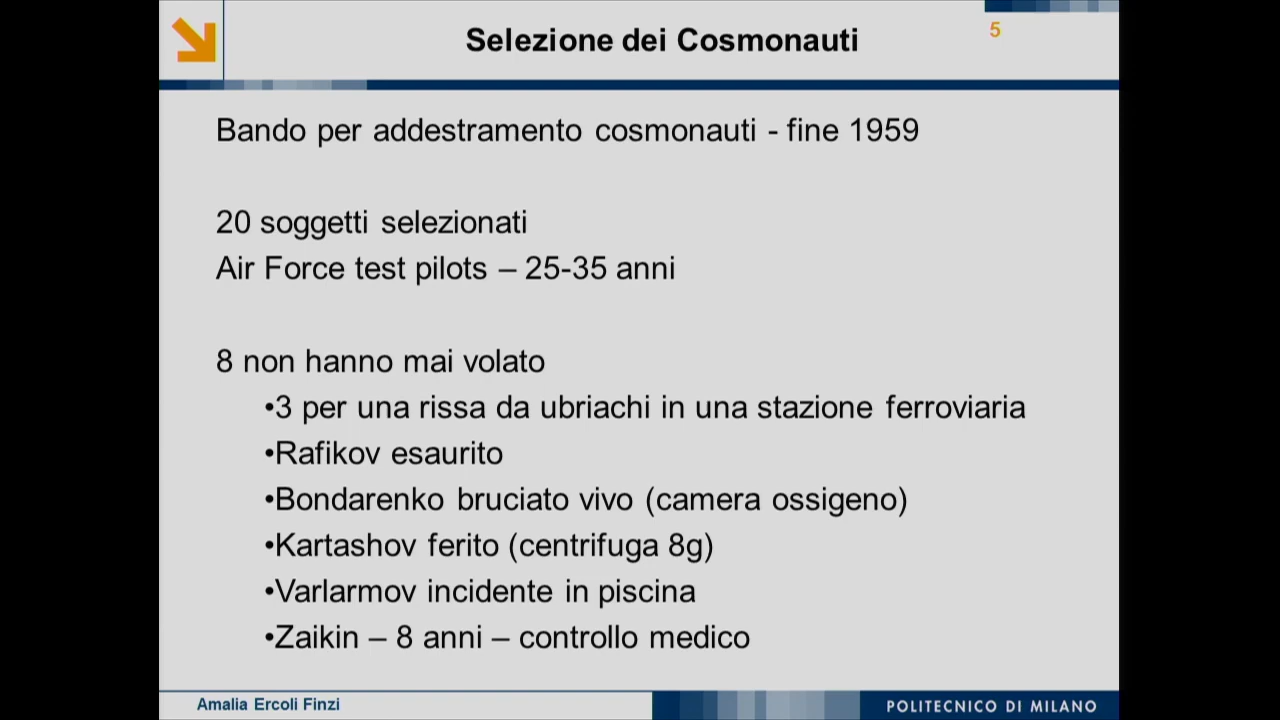 Selezione dei Cosmonauti
5
Bando per addestramento cosmonauti - fine 1959
20 soggetti selezionati
Air Force test pilots – 25-35 anni
8 non hanno mai volato
•3 per una rissa da ubriachi in una stazione ferroviaria
•Rafikov esaurito
•Bondarenko bruciato vivo (camera ossigeno)
•Kartashov ferito (centrifuga 8g)
•Varlarmov incidente in piscina
•Zaikin – 8 anni – controllo medico
Amalia Ercoli Finzi
POLITECNICO DI MILANO